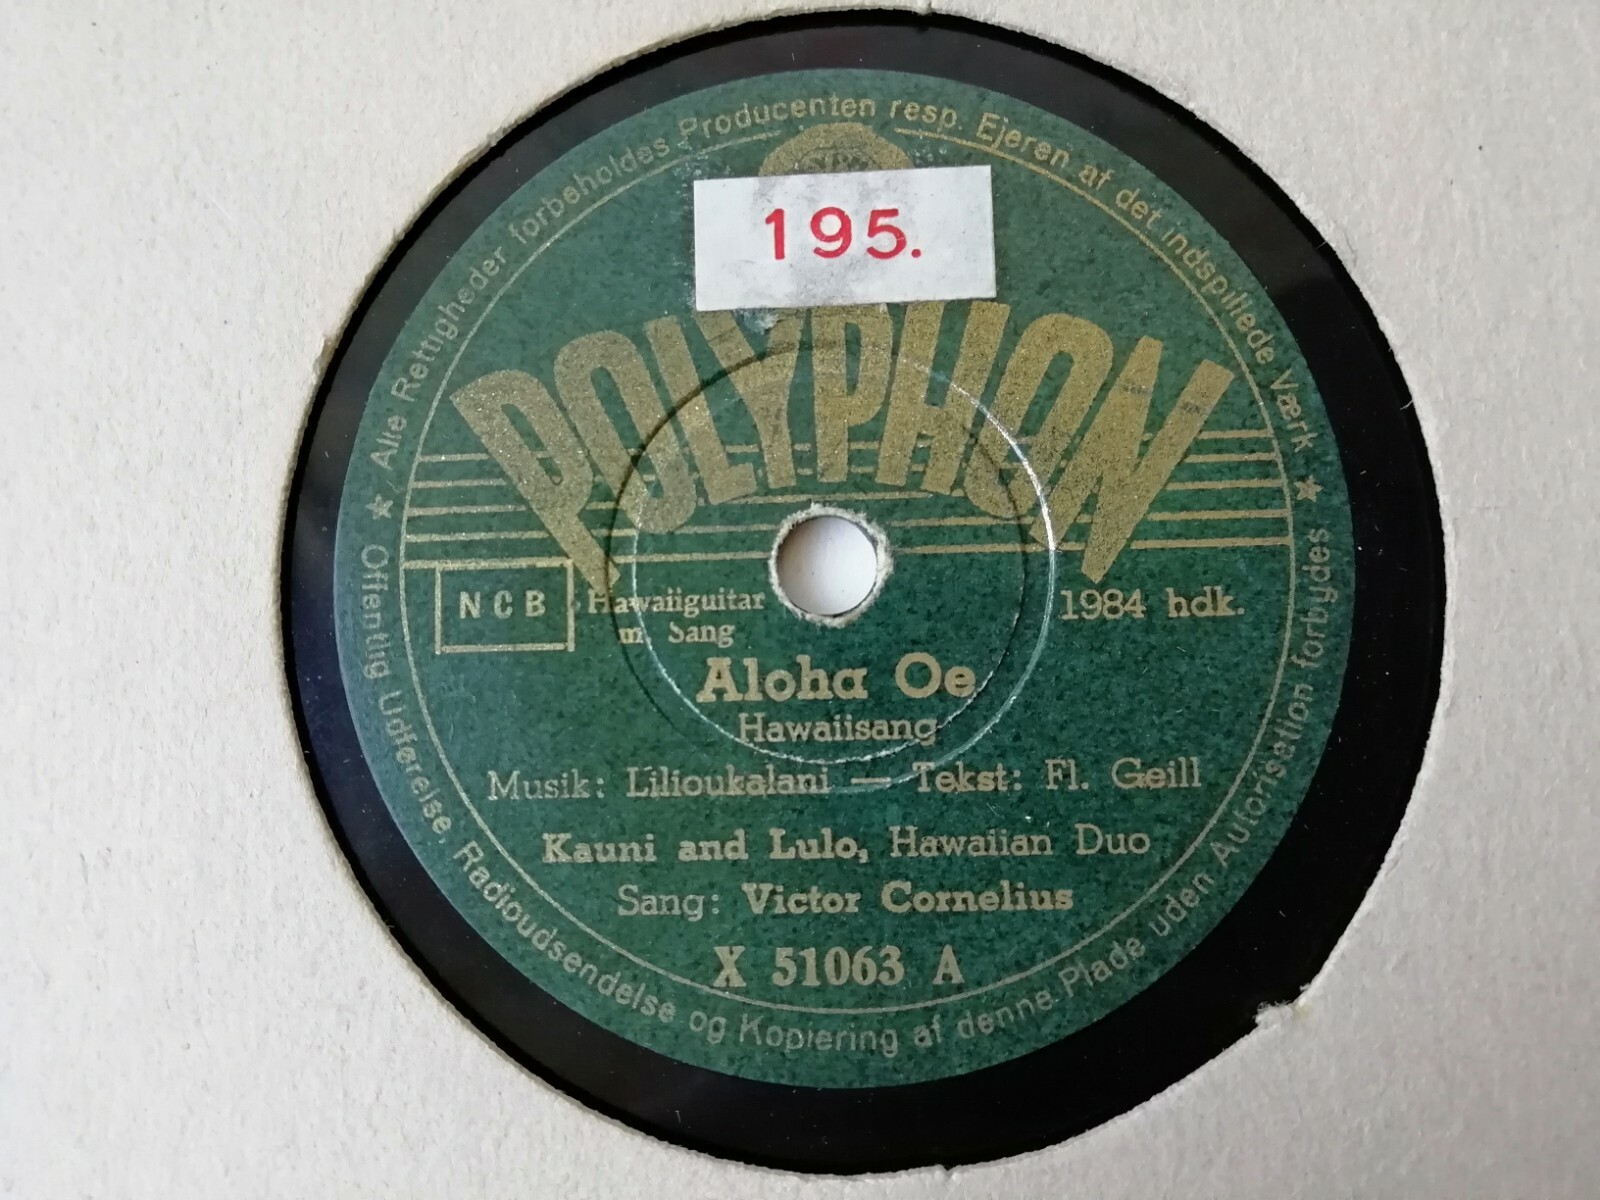 ★ Alle Rettigheder forbeholdes Producenten resp. Ejeren af det indspillede Værk ★
195.
POLYPHON
NCB
Hawaiiguitar
m. Sang
1984 hdk.
Aloha Oe
Hawaiisang
Musik: Lilioukalani — Tekst: Fl. Geill
Kauni and Lulo, Hawaiian Duo
Sang: Victor Cornelius
X 51063 A
Offentlig Udførelse, Radioudsendelse og Kopiering af denne Plade uden Autorisation forbydes